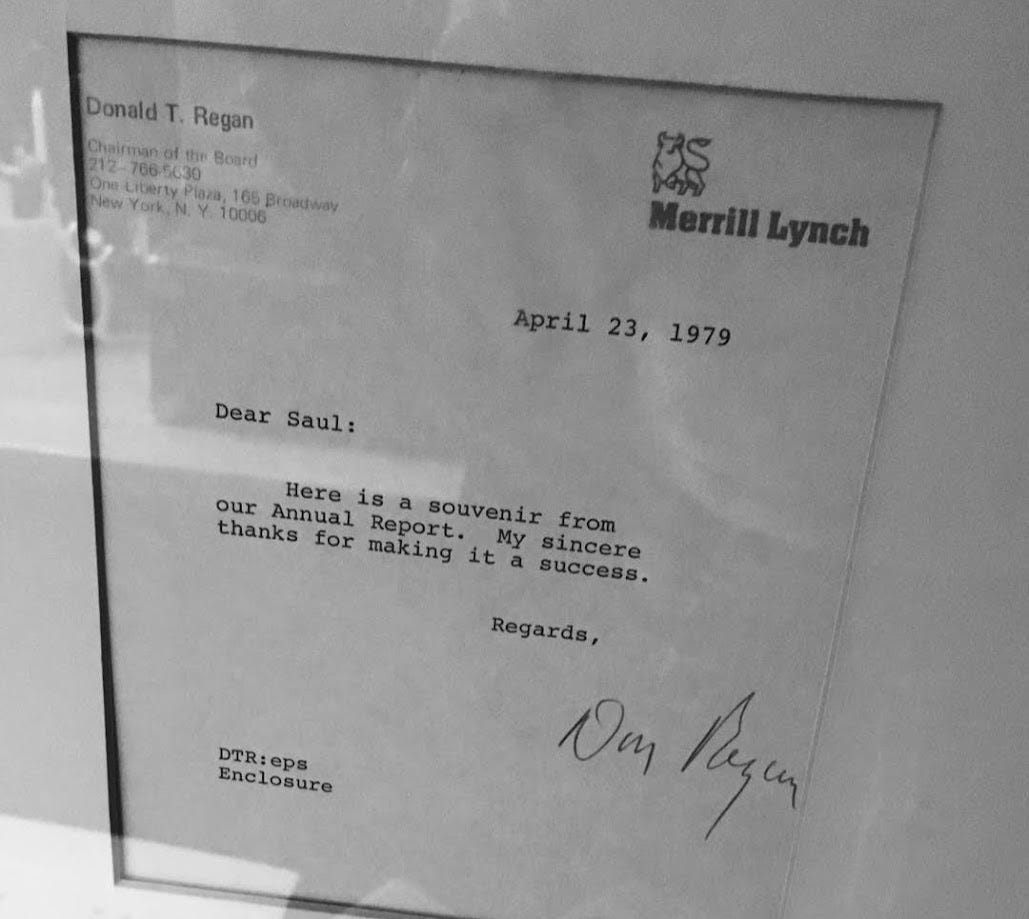 Donald T. Regan
Chairman of the Board
212-766-5630
One Liberty Plaza, 165 Broadway
New York, N. Y. 10006
Merrill Lynch
April 23, 1979
Dear Saul:
Here is a souvenir from
our Annual Report. My sincere
thanks for making it a success.
Regards,
Don Regan
DTR:eps
Enclosure